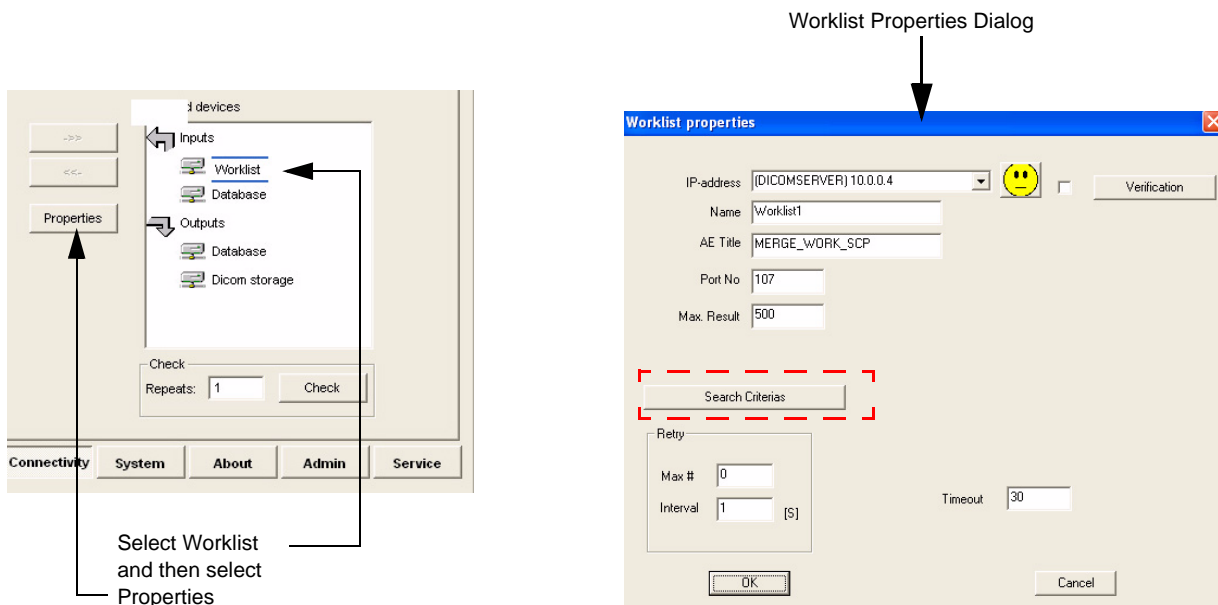 Worklist Properties Dialog
d devices
->>
<<-
Properties
Inputs
Worklist
Database
Outputs
Database
Dicom storage
Check
Repeats: 1 Check
Connectivity System About Admin Service
Select Worklist
and then select
Properties
Worklist properties
IP-address (DICOMSERVER) 10.0.0.4 Verification
Name Worklist1
AE Title MERGE_WORK_SCP
Port No 107
Max. Result 500
Search Criterias
Retry
Max # 0
Interval 1 [S]
Timeout 30
OK Cancel